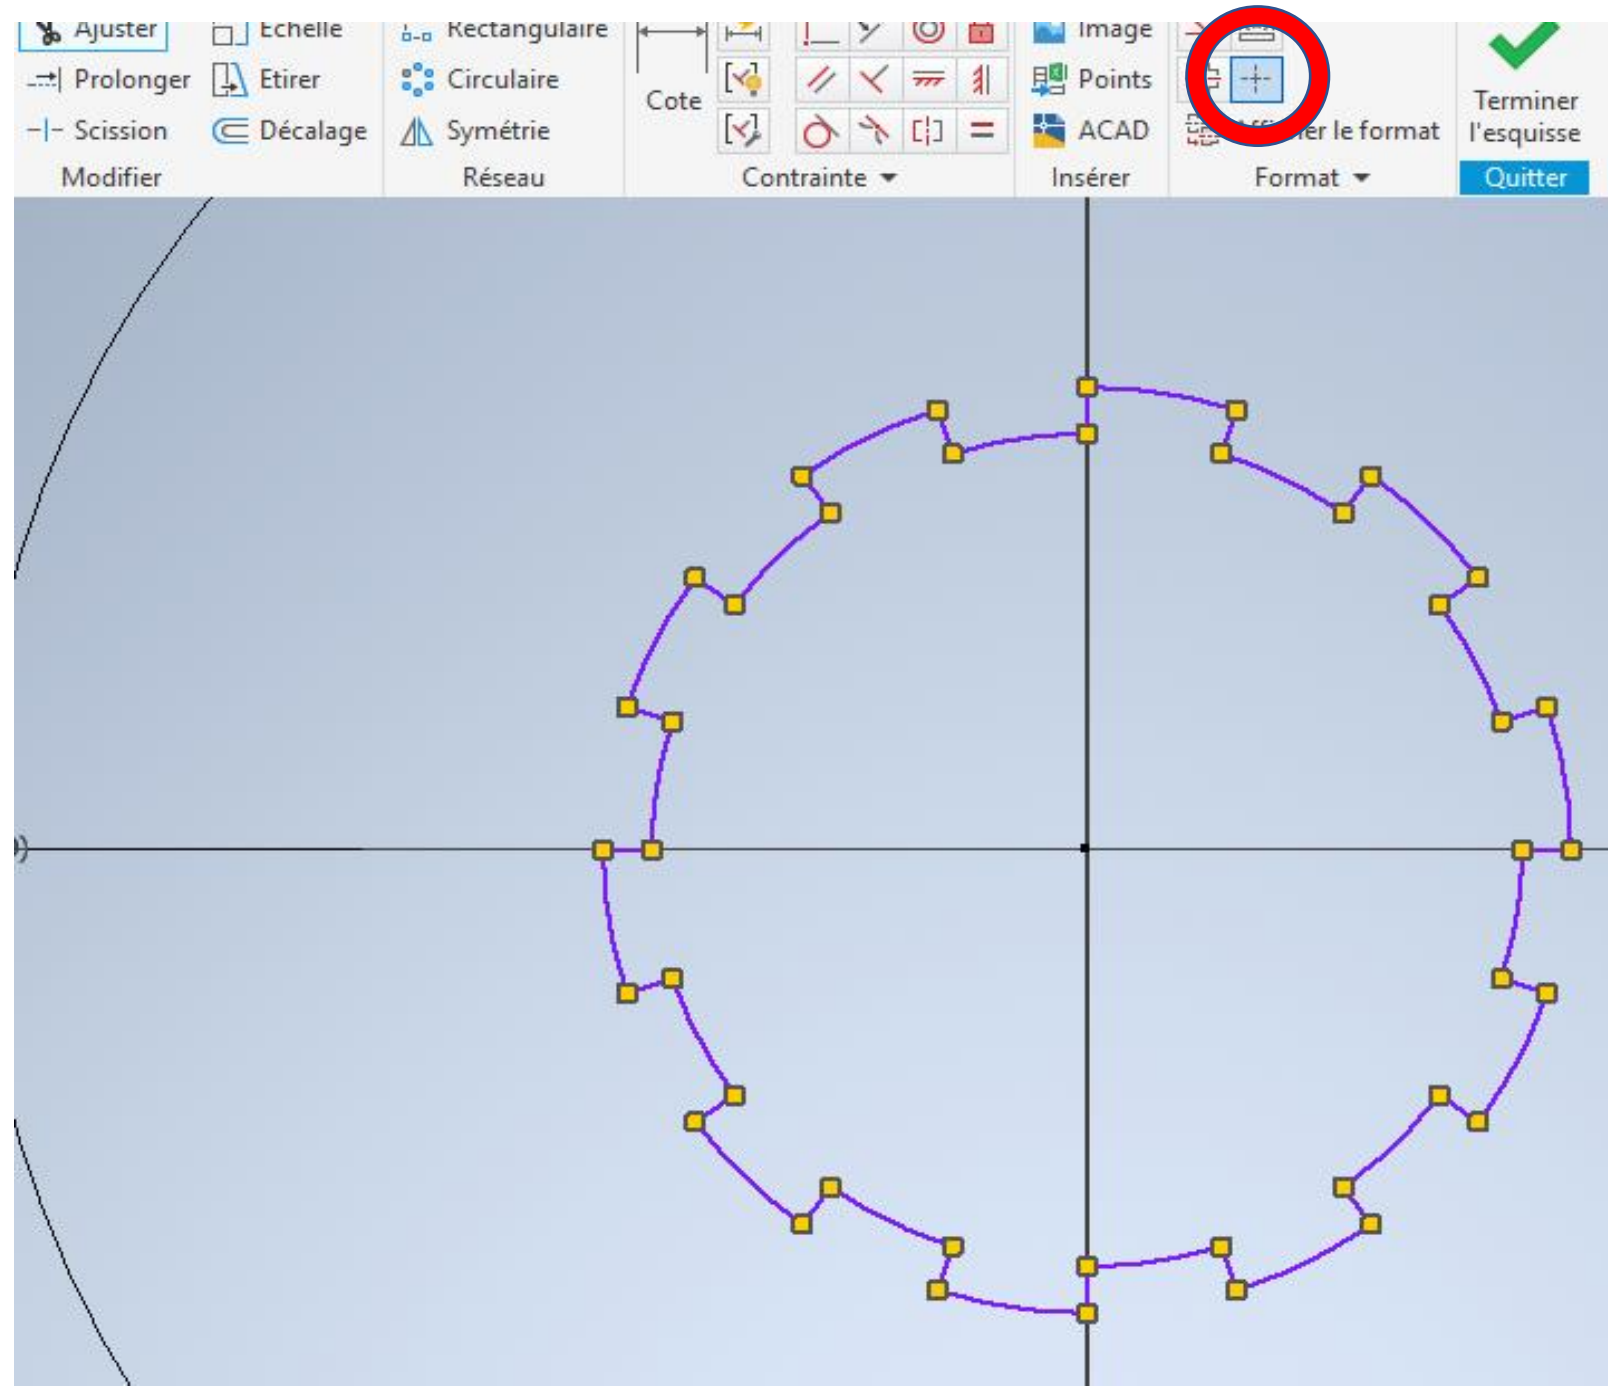 Ajuster Echelle Rectangulaire Image
Prolonger Etirer Circulaire Points
Cote Terminer
Scission Décalage Symétrie ACAD Afficher le format l'esquisse
Modifier Réseau Contrainte Insérer Format Quitter